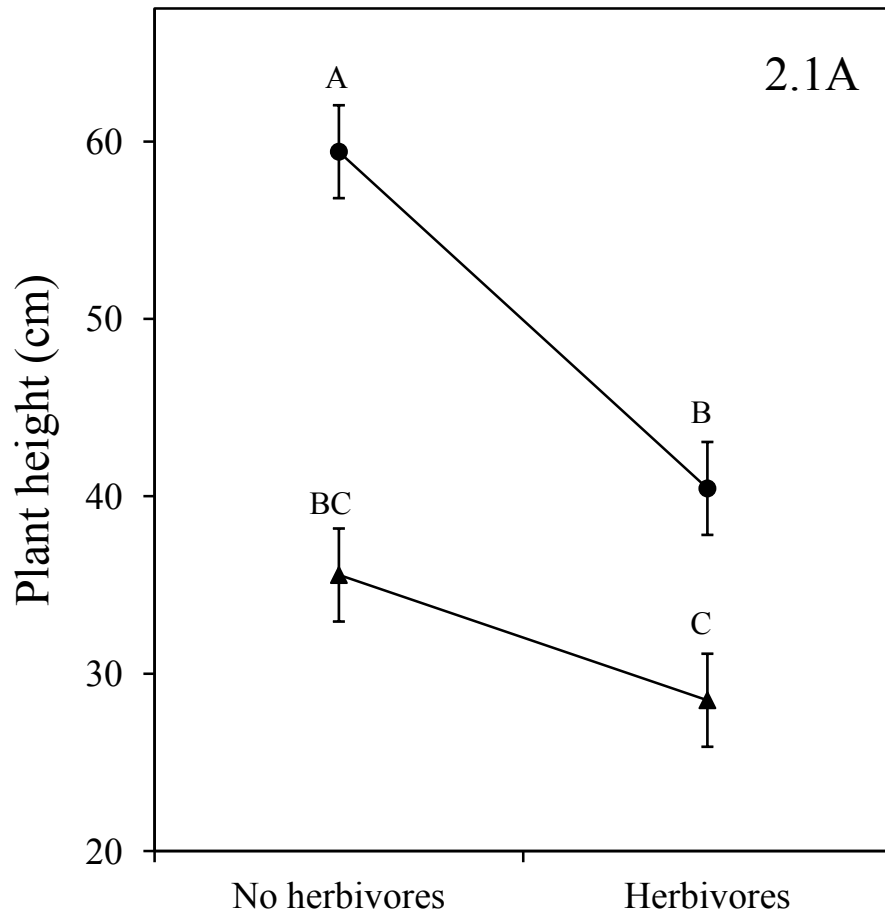 2.1A
A
60
50
B
Plant height (cm)
40
BC
C
30
20
No herbivores
Herbivores